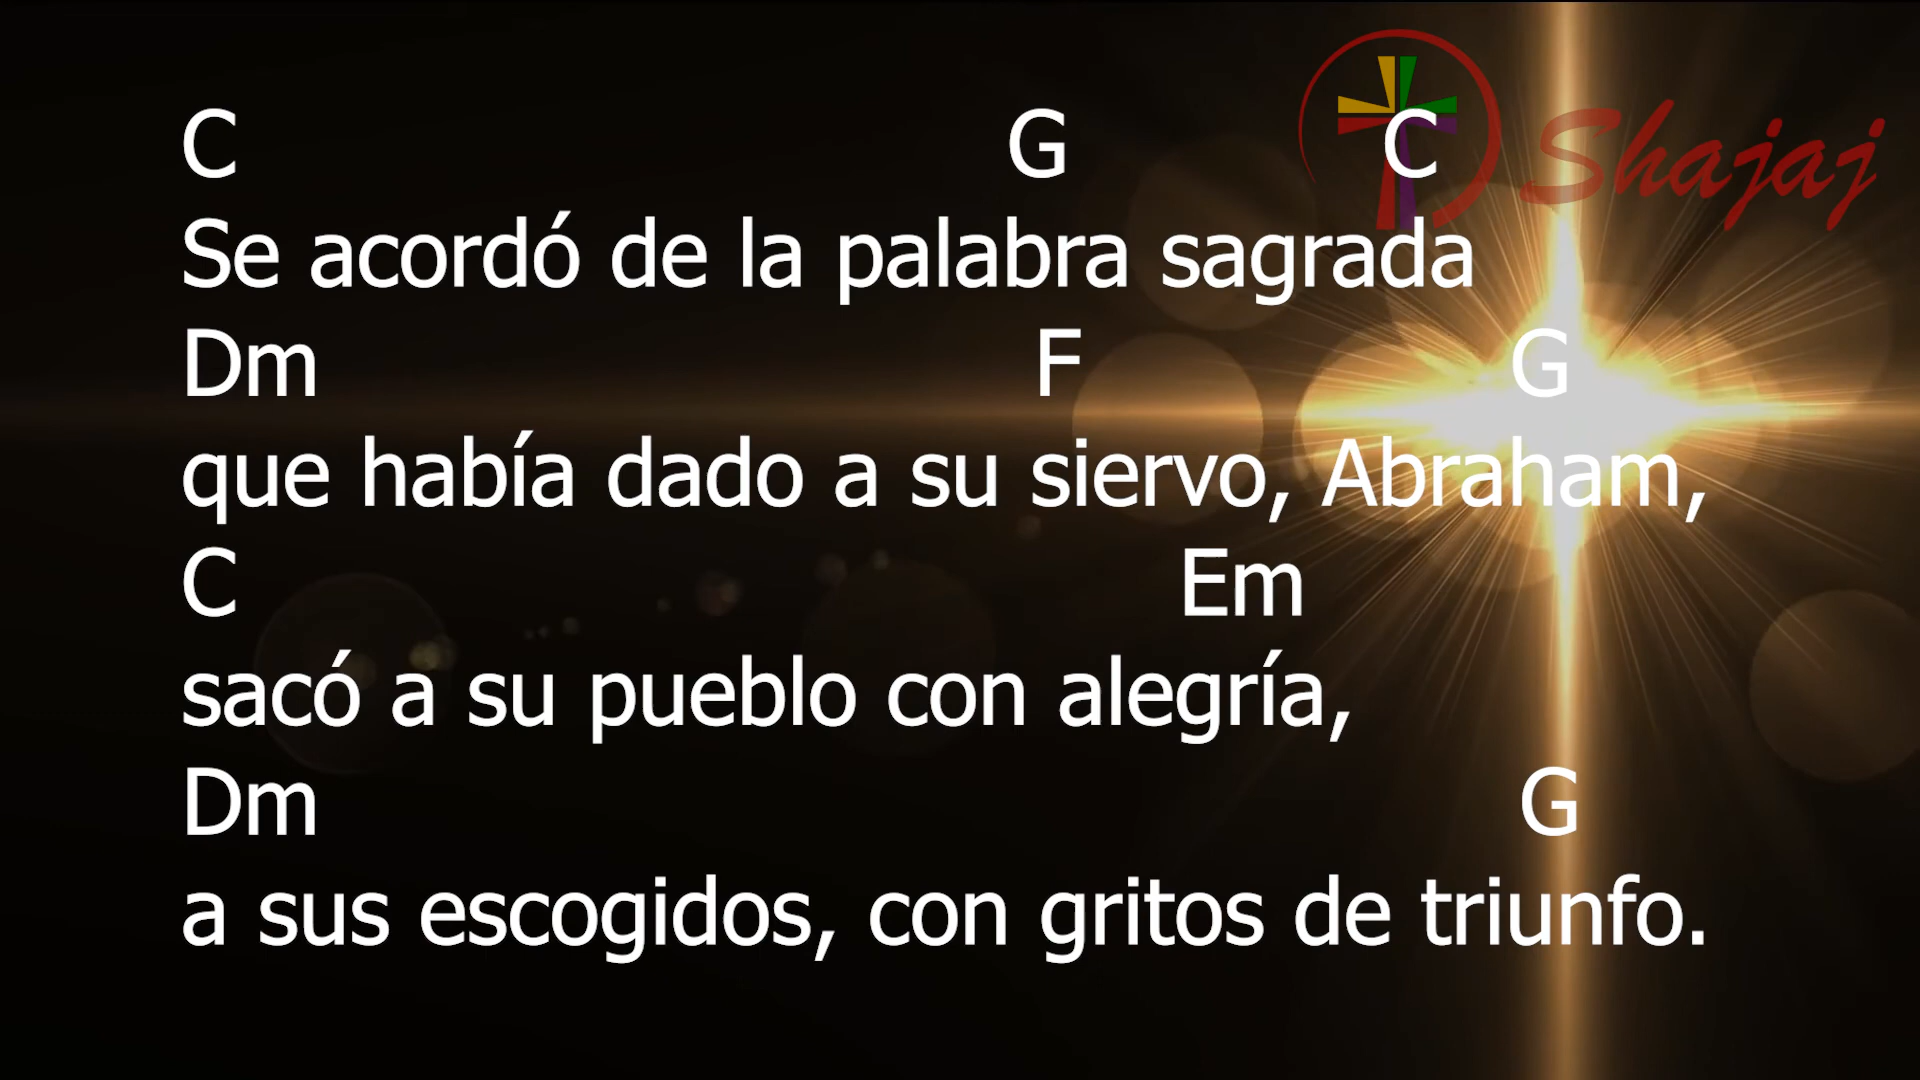 C G C
Shajaj
Se acordó de la palabra sagrada
Dm F G
que había dado a su siervo, Abraham,
C Em
sacó a su pueblo con alegría,
Dm G
a sus escogidos, con gritos de triunfo.